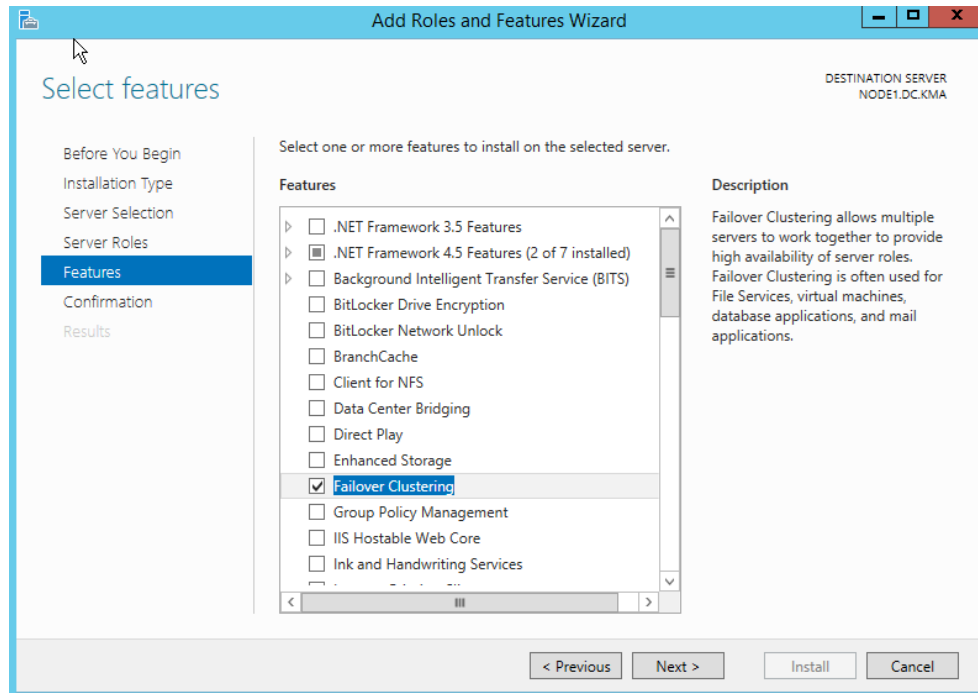 Add Roles and Features Wizard
Select features
DESTINATION SERVER
NODE1.DC.KMA
Before You Begin
Installation Type
Server Selection
Server Roles
Features
Confirmation
Results
Select one or more features to install on the selected server.
Features
.NET Framework 3.5 Features
.NET Framework 4.5 Features (2 of 7 installed)
Background Intelligent Transfer Service (BITS)
BitLocker Drive Encryption
BitLocker Network Unlock
BranchCache
Client for NFS
Data Center Bridging
Direct Play
Enhanced Storage
Failover Clustering
Group Policy Management
IIS Hostable Web Core
Ink and Handwriting Services
Description
Failover Clustering allows multiple
servers to work together to provide
high availability of server roles.
Failover Clustering is often used for
File Services, virtual machines,
database applications, and mail
applications.
< Previous
Next >
Install
Cancel